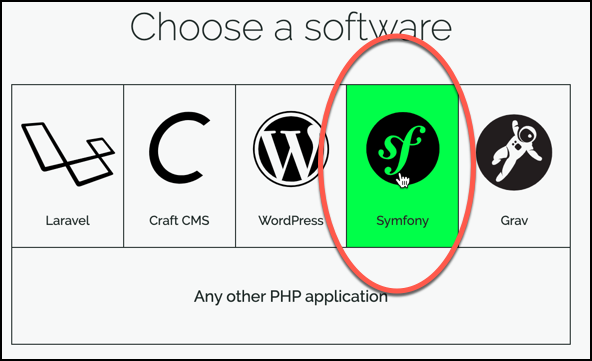 Choose a software
Laravel
Craft CMS
WordPress
Symfony
Grav
Any other PHP application